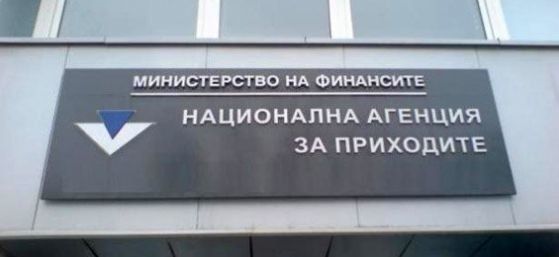 МИНИСТЕРСТВО НА ФИНАНСИТЕ
НАЦИОНАЛНА АГЕНЦИЯ
ЗА ПРИХОДИТЕ